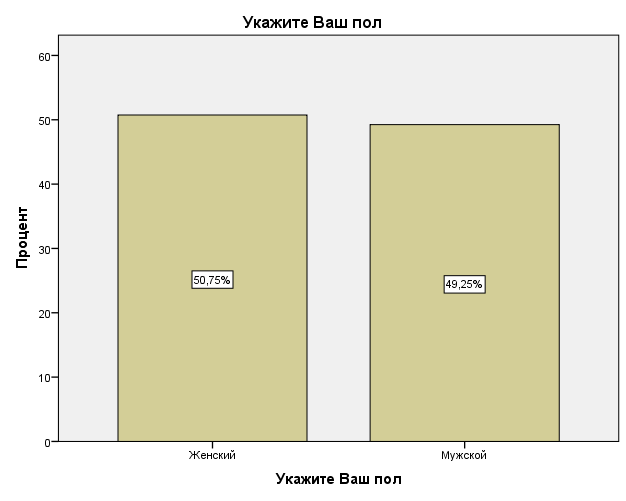 Укажите Ваш пол
Процент
60
50
40
30
20
10
0
50,75%
49,25%
Женский
Мужской
Укажите Ваш пол